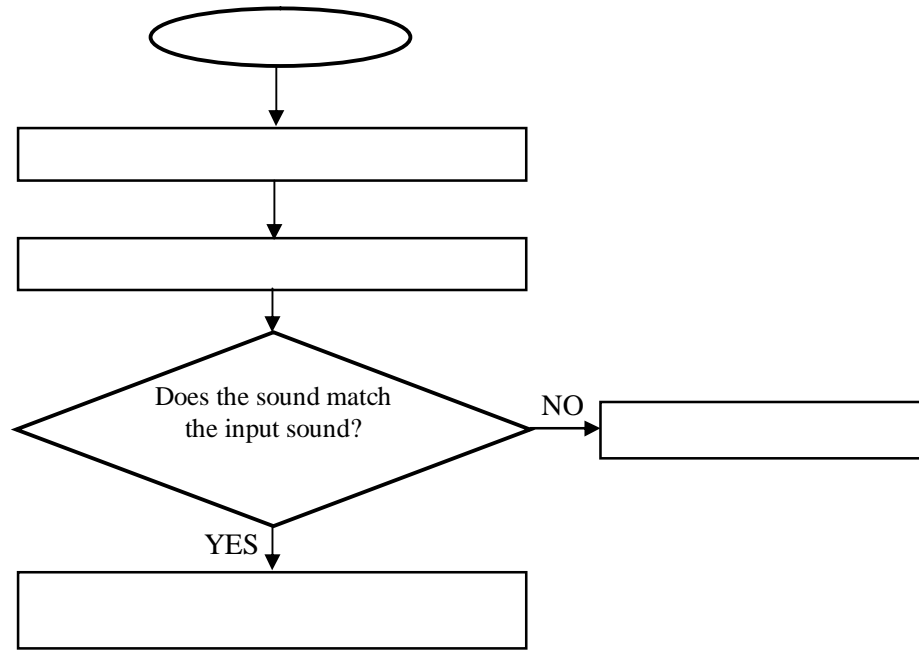 Does the sound match
the input sound?
NO
YES